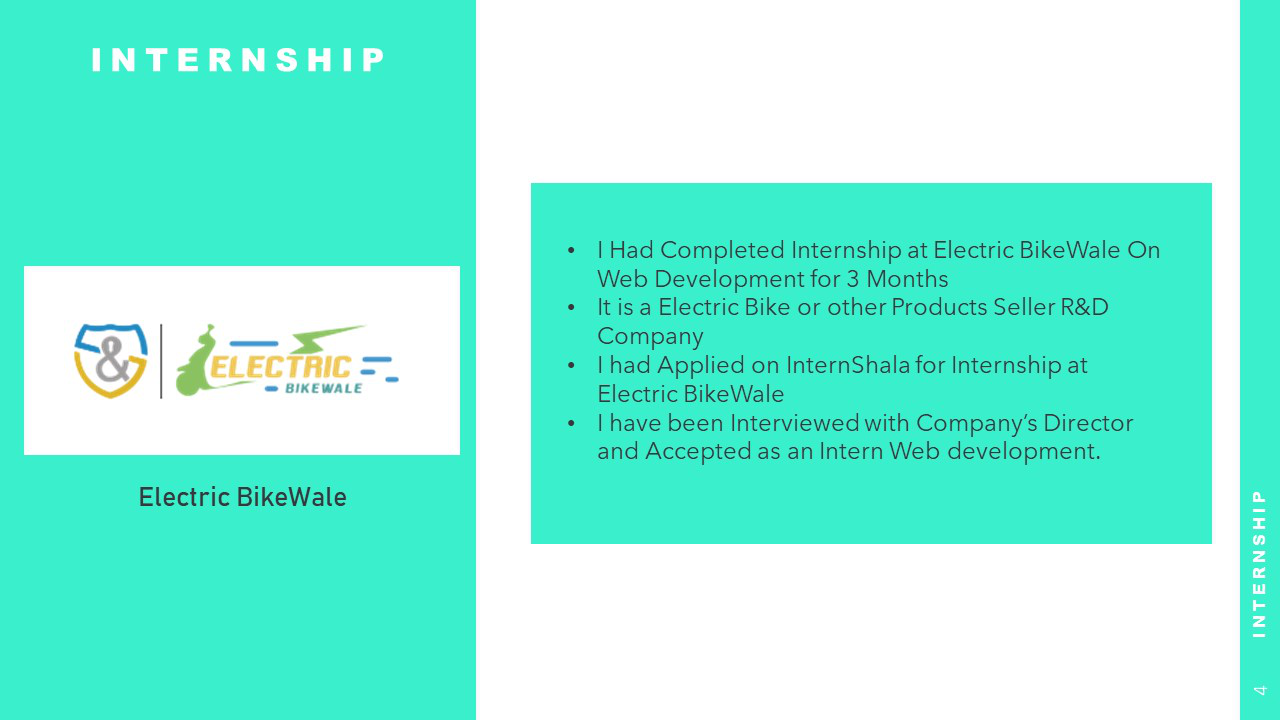 INTERNSHIP
&
ELECTRIC
BIKEWALE
Electric BikeWale
• I Had Completed Internship at Electric BikeWale On
Web Development for 3 Months
• It is a Electric Bike or other Products Seller R&D
Company
• I had Applied on InternShala for Internship at
Electric BikeWale
• I have been Interviewed with Company’s Director
and Accepted as an Intern Web development.
INTERNSHIP
4